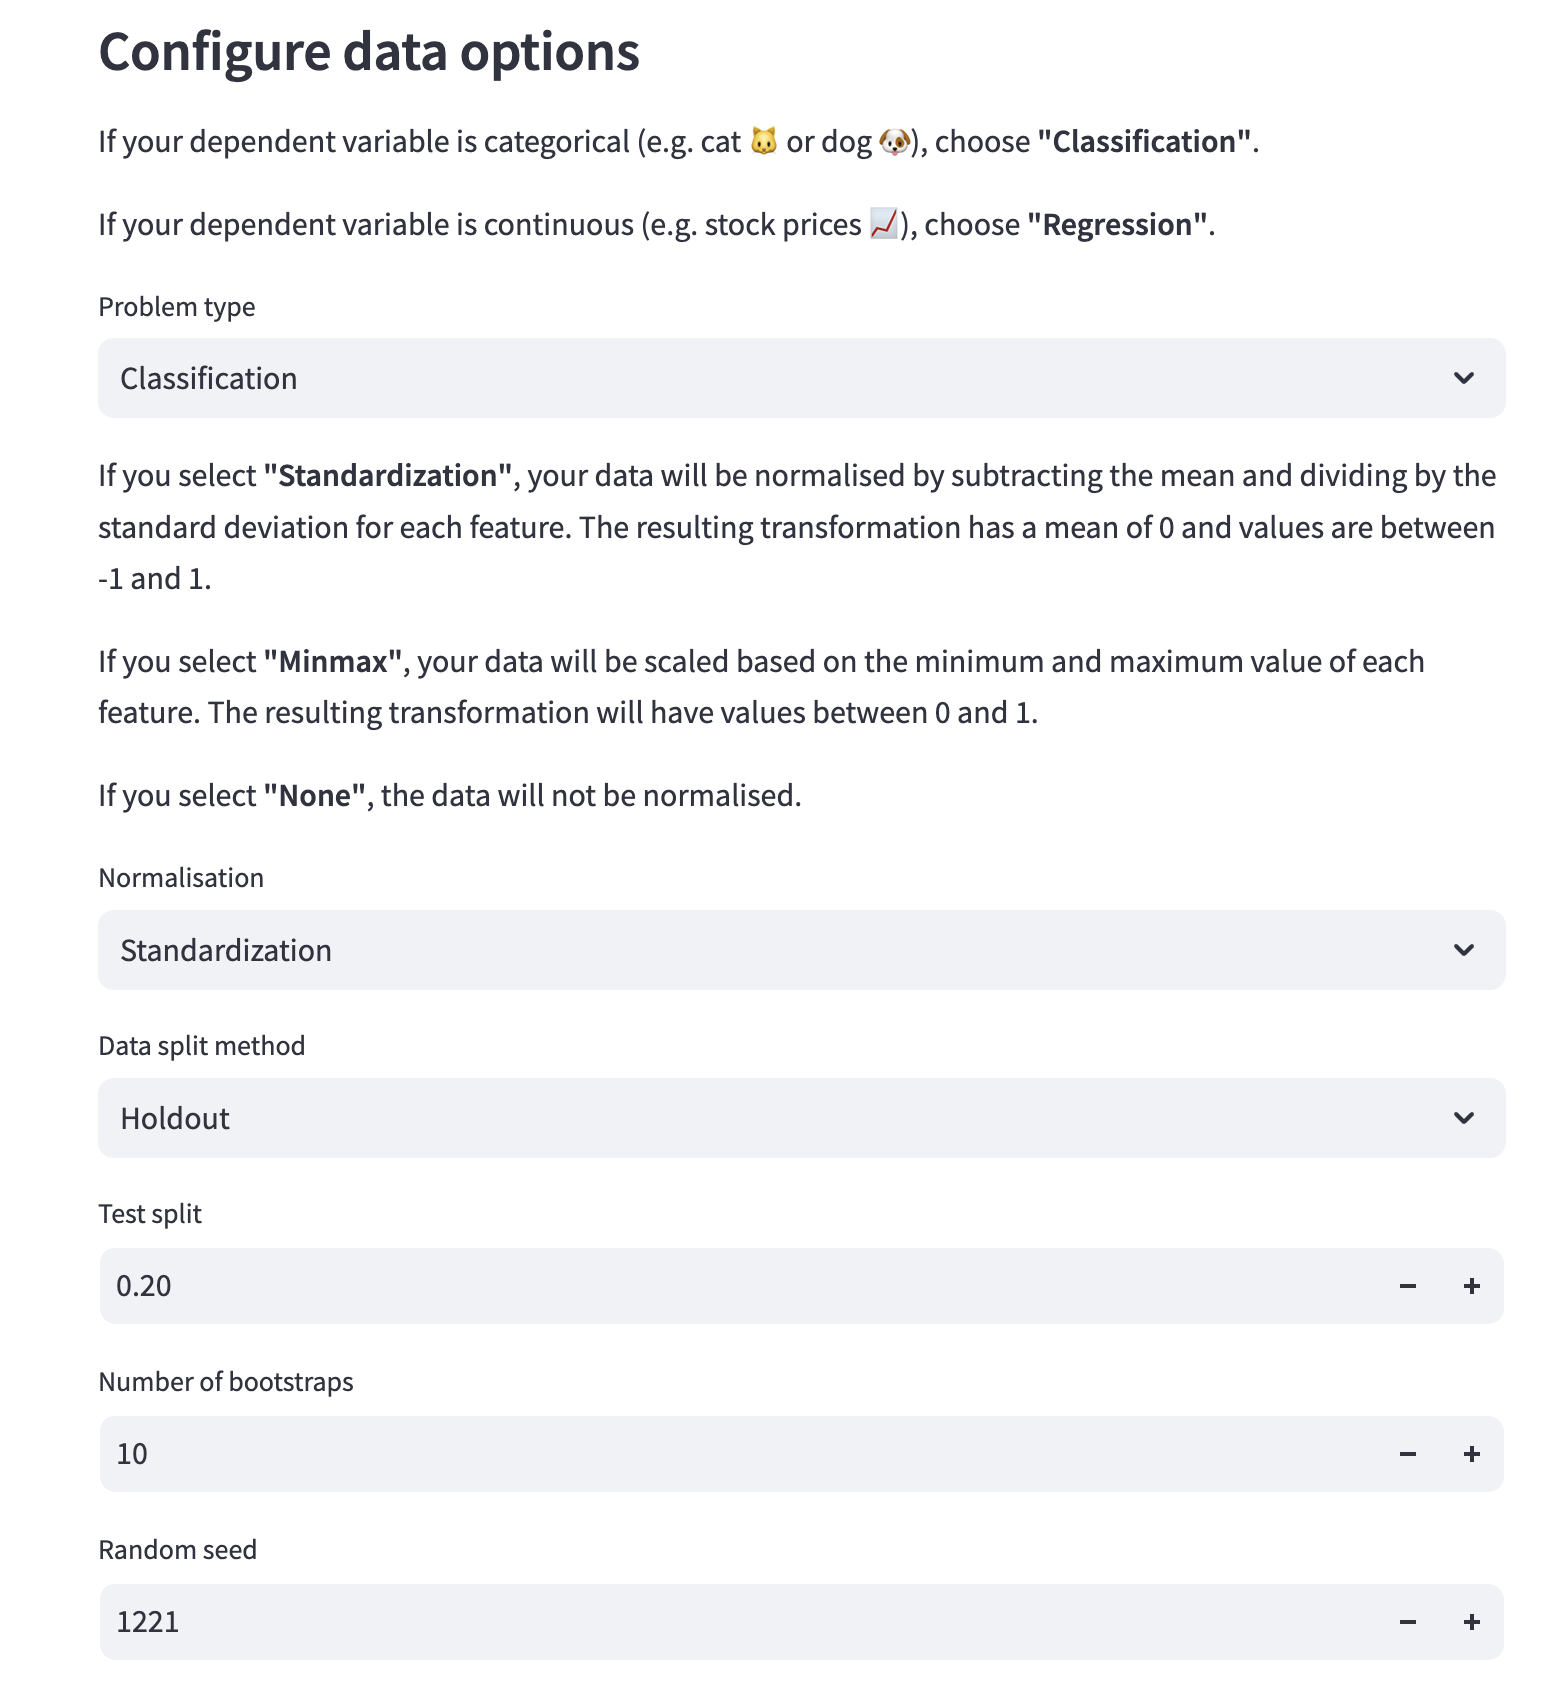 Configure data options
If your dependent variable is categorical (e.g. cat 🐱 or dog 🐶), choose "Classification".
If your dependent variable is continuous (e.g. stock prices 📈), choose "Regression".
Problem type
Classification
If you select "Standardization", your data will be normalised by subtracting the mean and dividing by the
standard deviation for each feature. The resulting transformation has a mean of 0 and values are between
-1 and 1.
If you select "Minmax", your data will be scaled based on the minimum and maximum value of each
feature. The resulting transformation will have values between 0 and 1.
If you select "None", the data will not be normalised.
Normalisation
Standardization
Data split method
Holdout
Test split
0.20 − +
Number of bootstraps
10 − +
Random seed
1221 − +